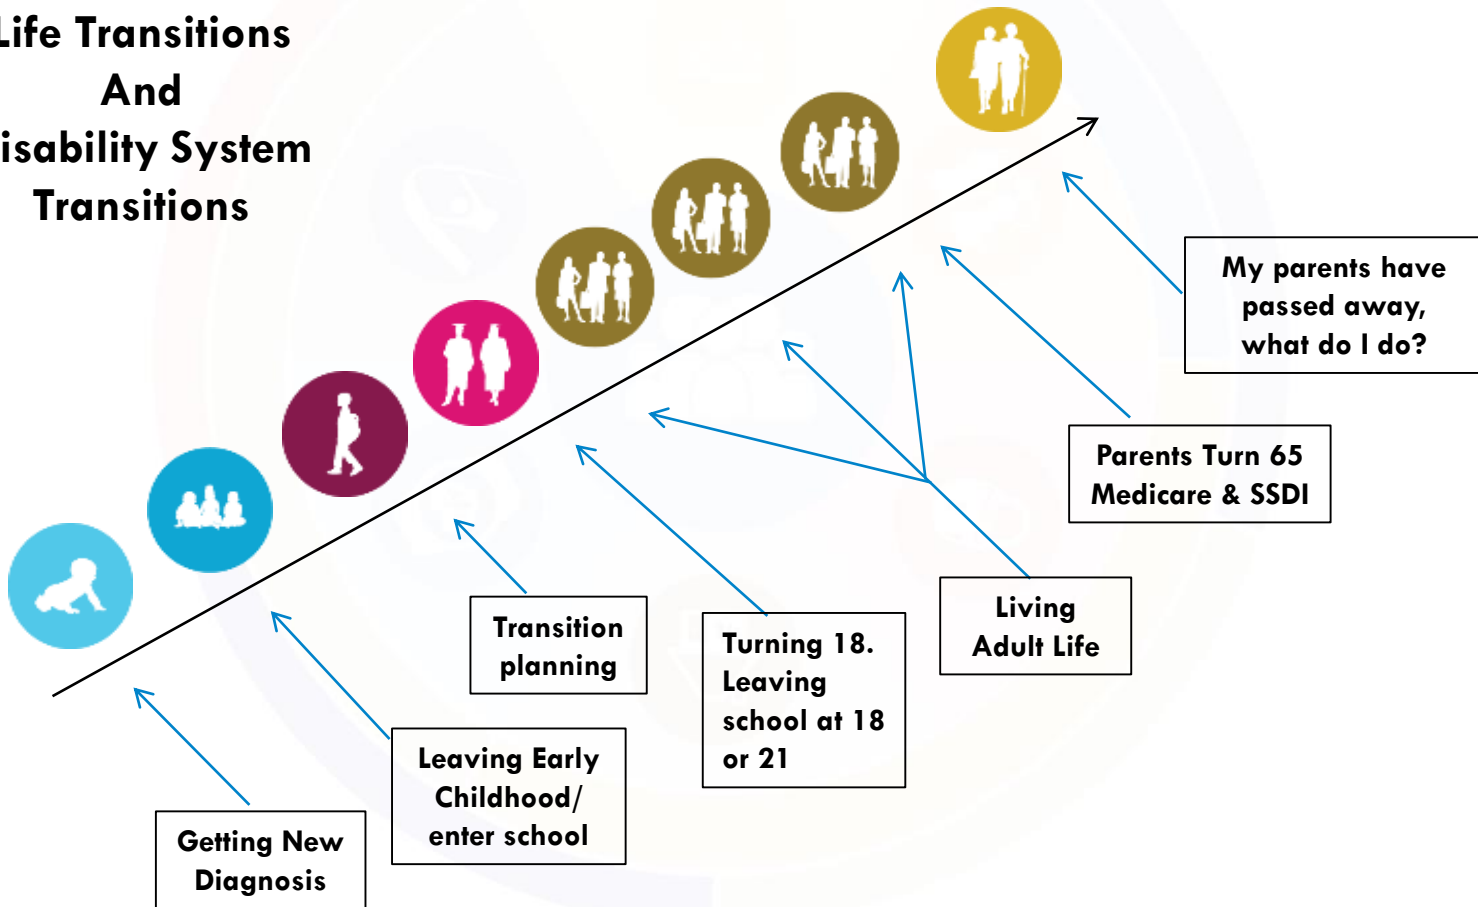 Life Transitions
And
isability System
Transitions
My parents have
passed away,
what do I do?
Parents Turn 65
Medicare & SSDI
Living
Adult Life
Turning 18.
Leaving
school at 18
or 21
Transition
planning
Leaving Early
Childhood/
enter school
Getting New
Diagnosis